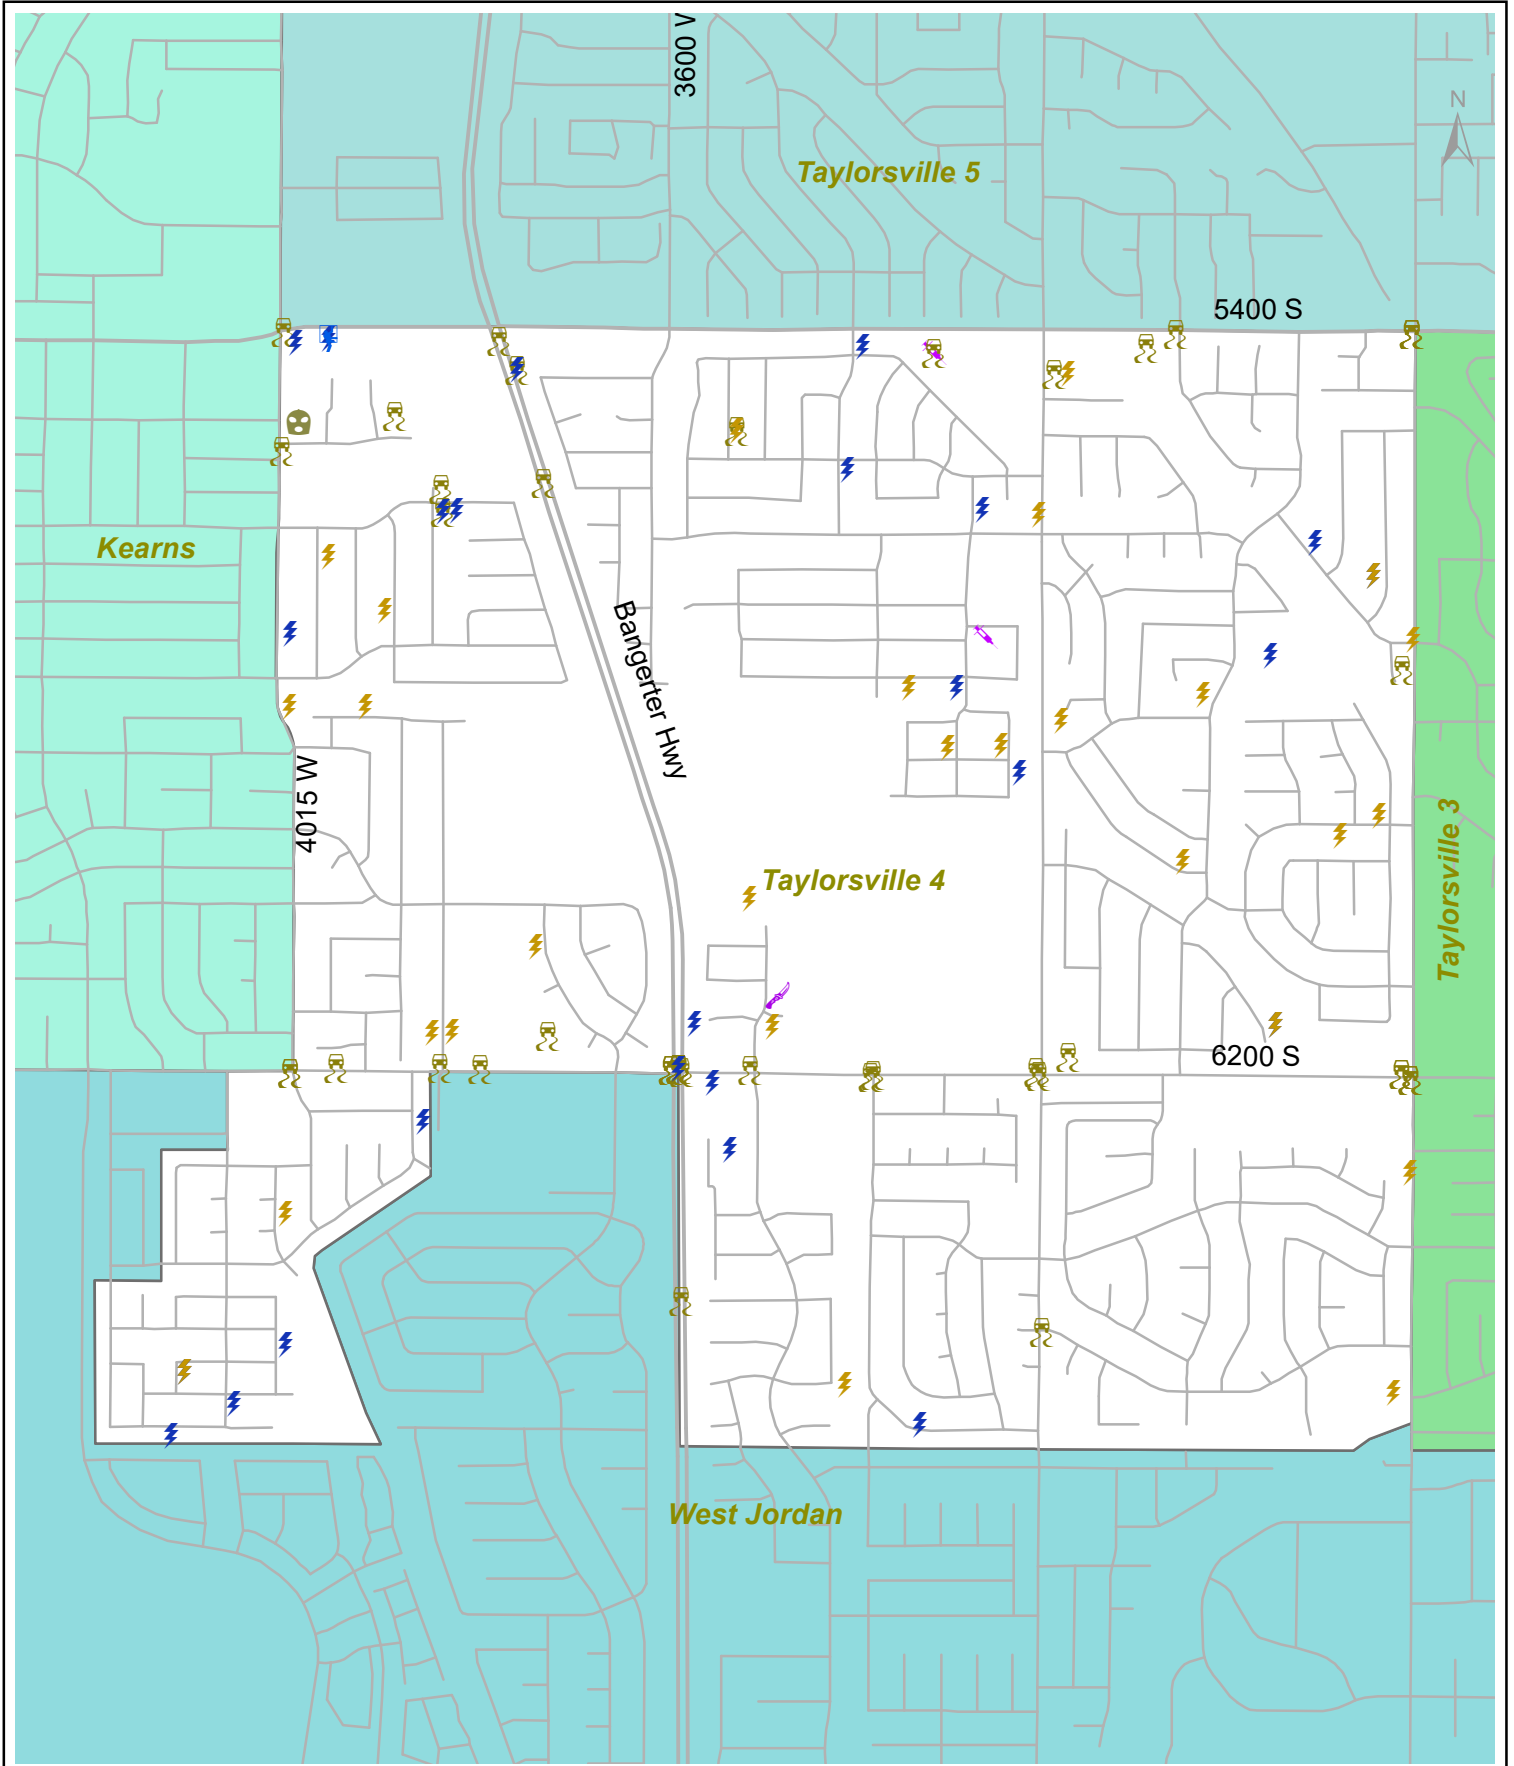 3600 W
N
Taylorsville 5
5400 S
Kearns
Bangerter Hwy
4015 W
Taylorsville 3
Taylorsville 4
6200 S
West Jordan